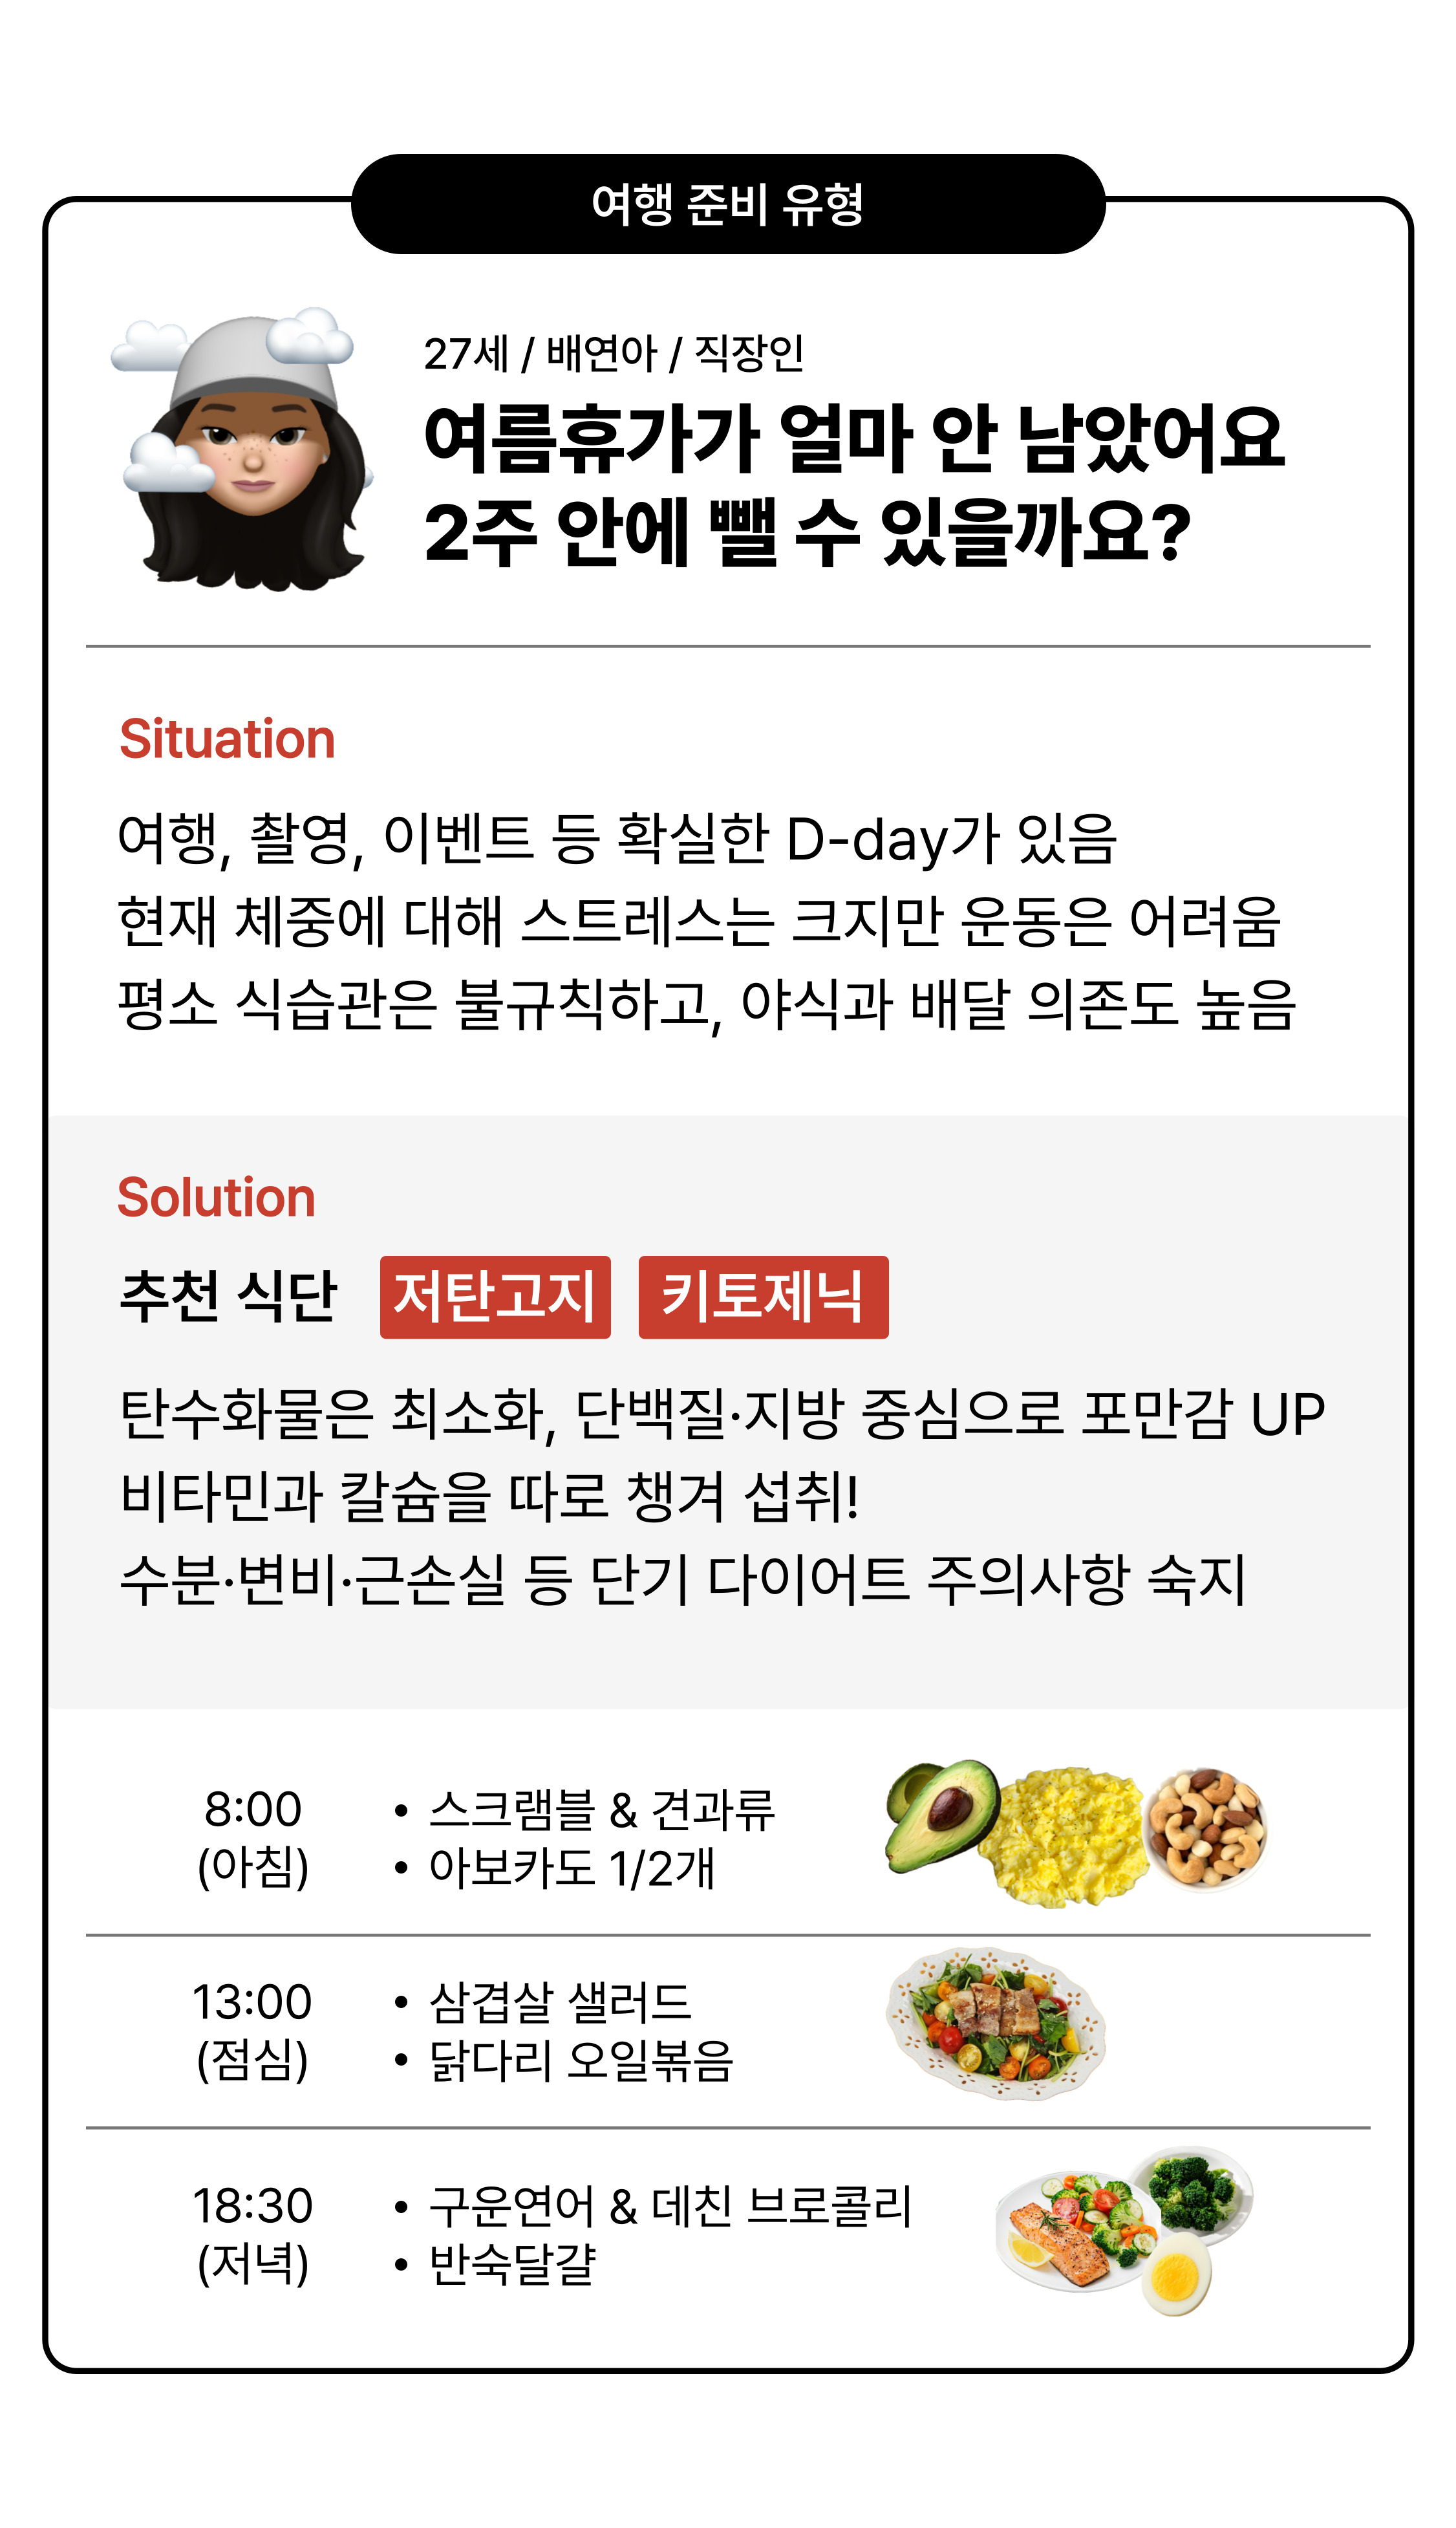 여행 준비 유형
27세 / 배연아 / 직장인
여름휴가가 얼마 안 남았어요
2주 안에 뺄 수 있을까요?
Situation
여행, 촬영, 이벤트 등 확실한 D-day가 있음
현재 체중에 대해 스트레스는 크지만 운동은 어려움
평소 식습관은 불규칙하고, 야식과 배달 의존도 높음
Solution
추천 식단 저탄고지 키토제닉
탄수화물은 최소화, 단백질·지방 중심으로 포만감 UP
비타민과 칼슘을 따로 챙겨 섭취!
수분·변비·근손실 등 단기 다이어트 주의사항 숙지
8:00 • 스크램블 & 견과류
(아침) • 아보카도 1/2개
13:00 • 삼겹살 샐러드
(점심) • 닭다리 오일볶음
18:30 • 구운연어 & 데친 브로콜리
(저녁) • 반숙달걀